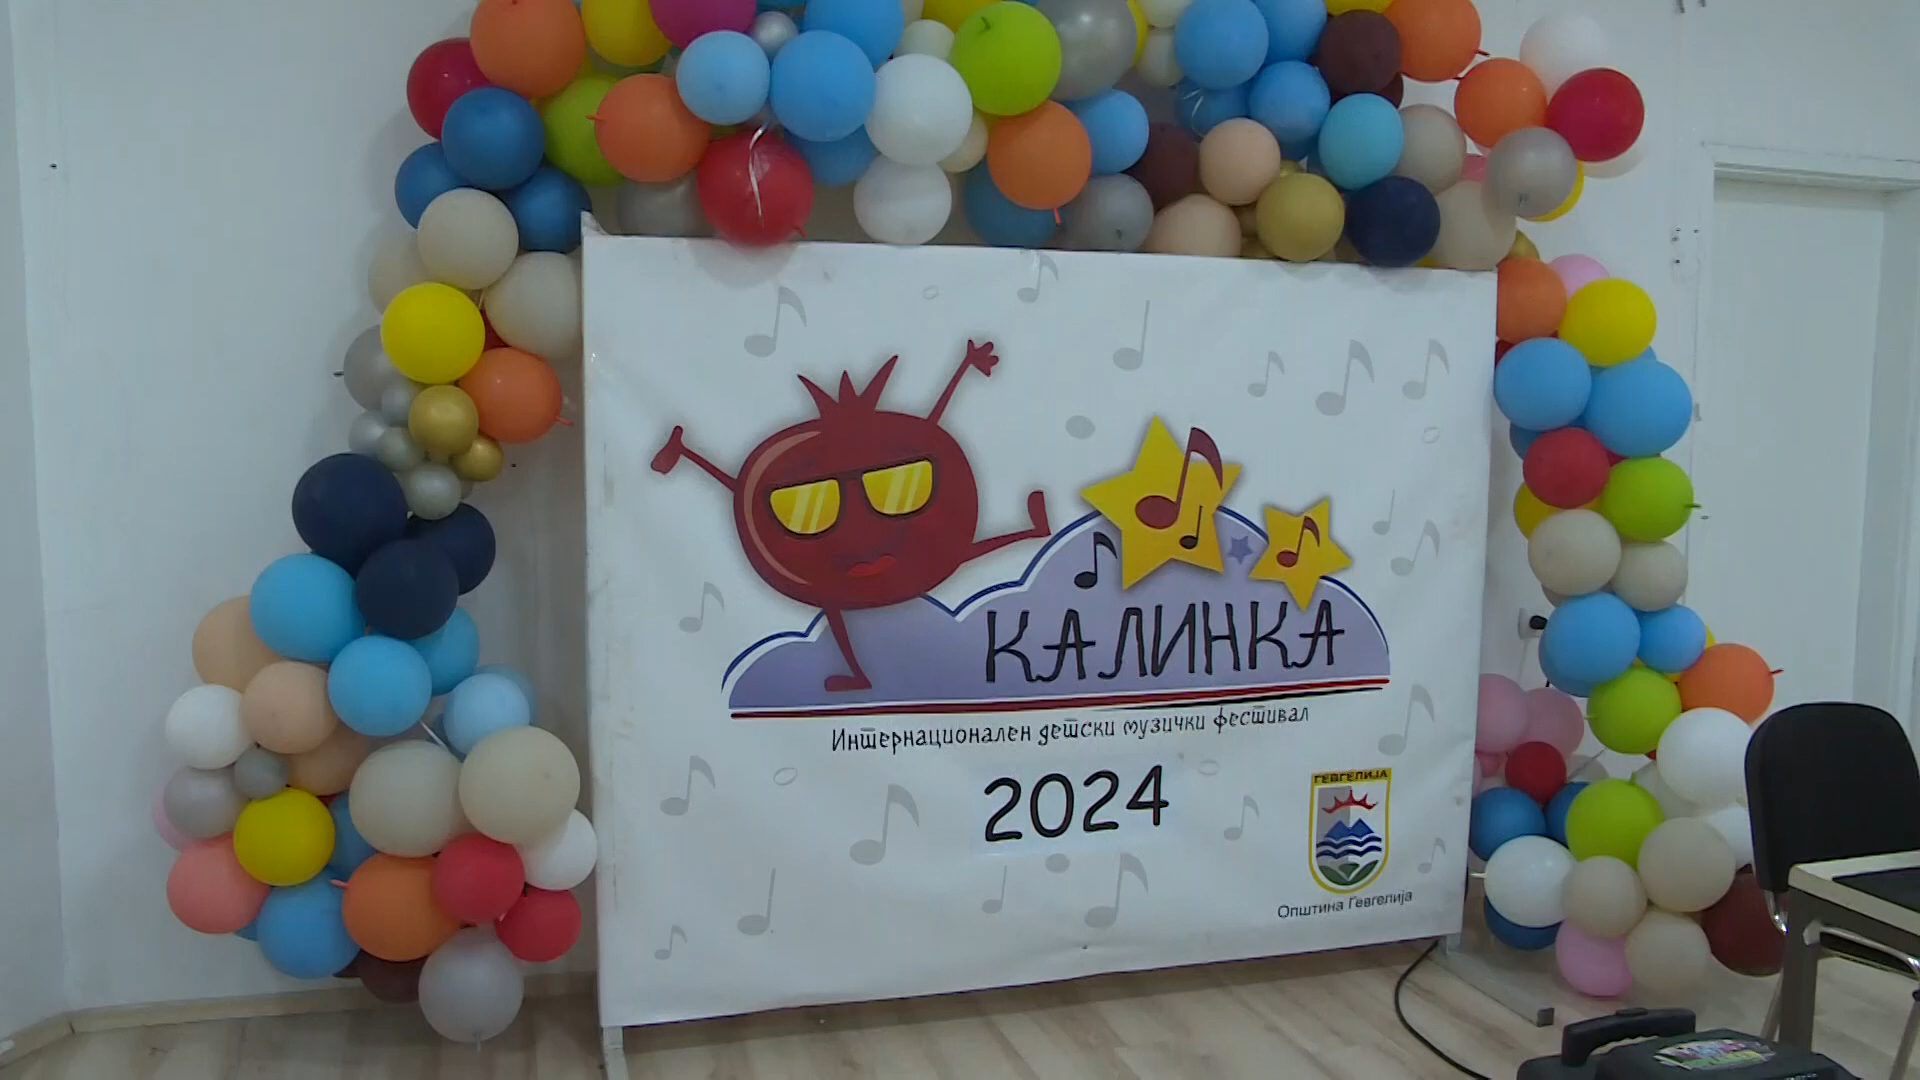 КАЛИНКА
Интернационален детски музички фестивал
2024
ГЕВГЕЛИЈА
Општина Гевгелија